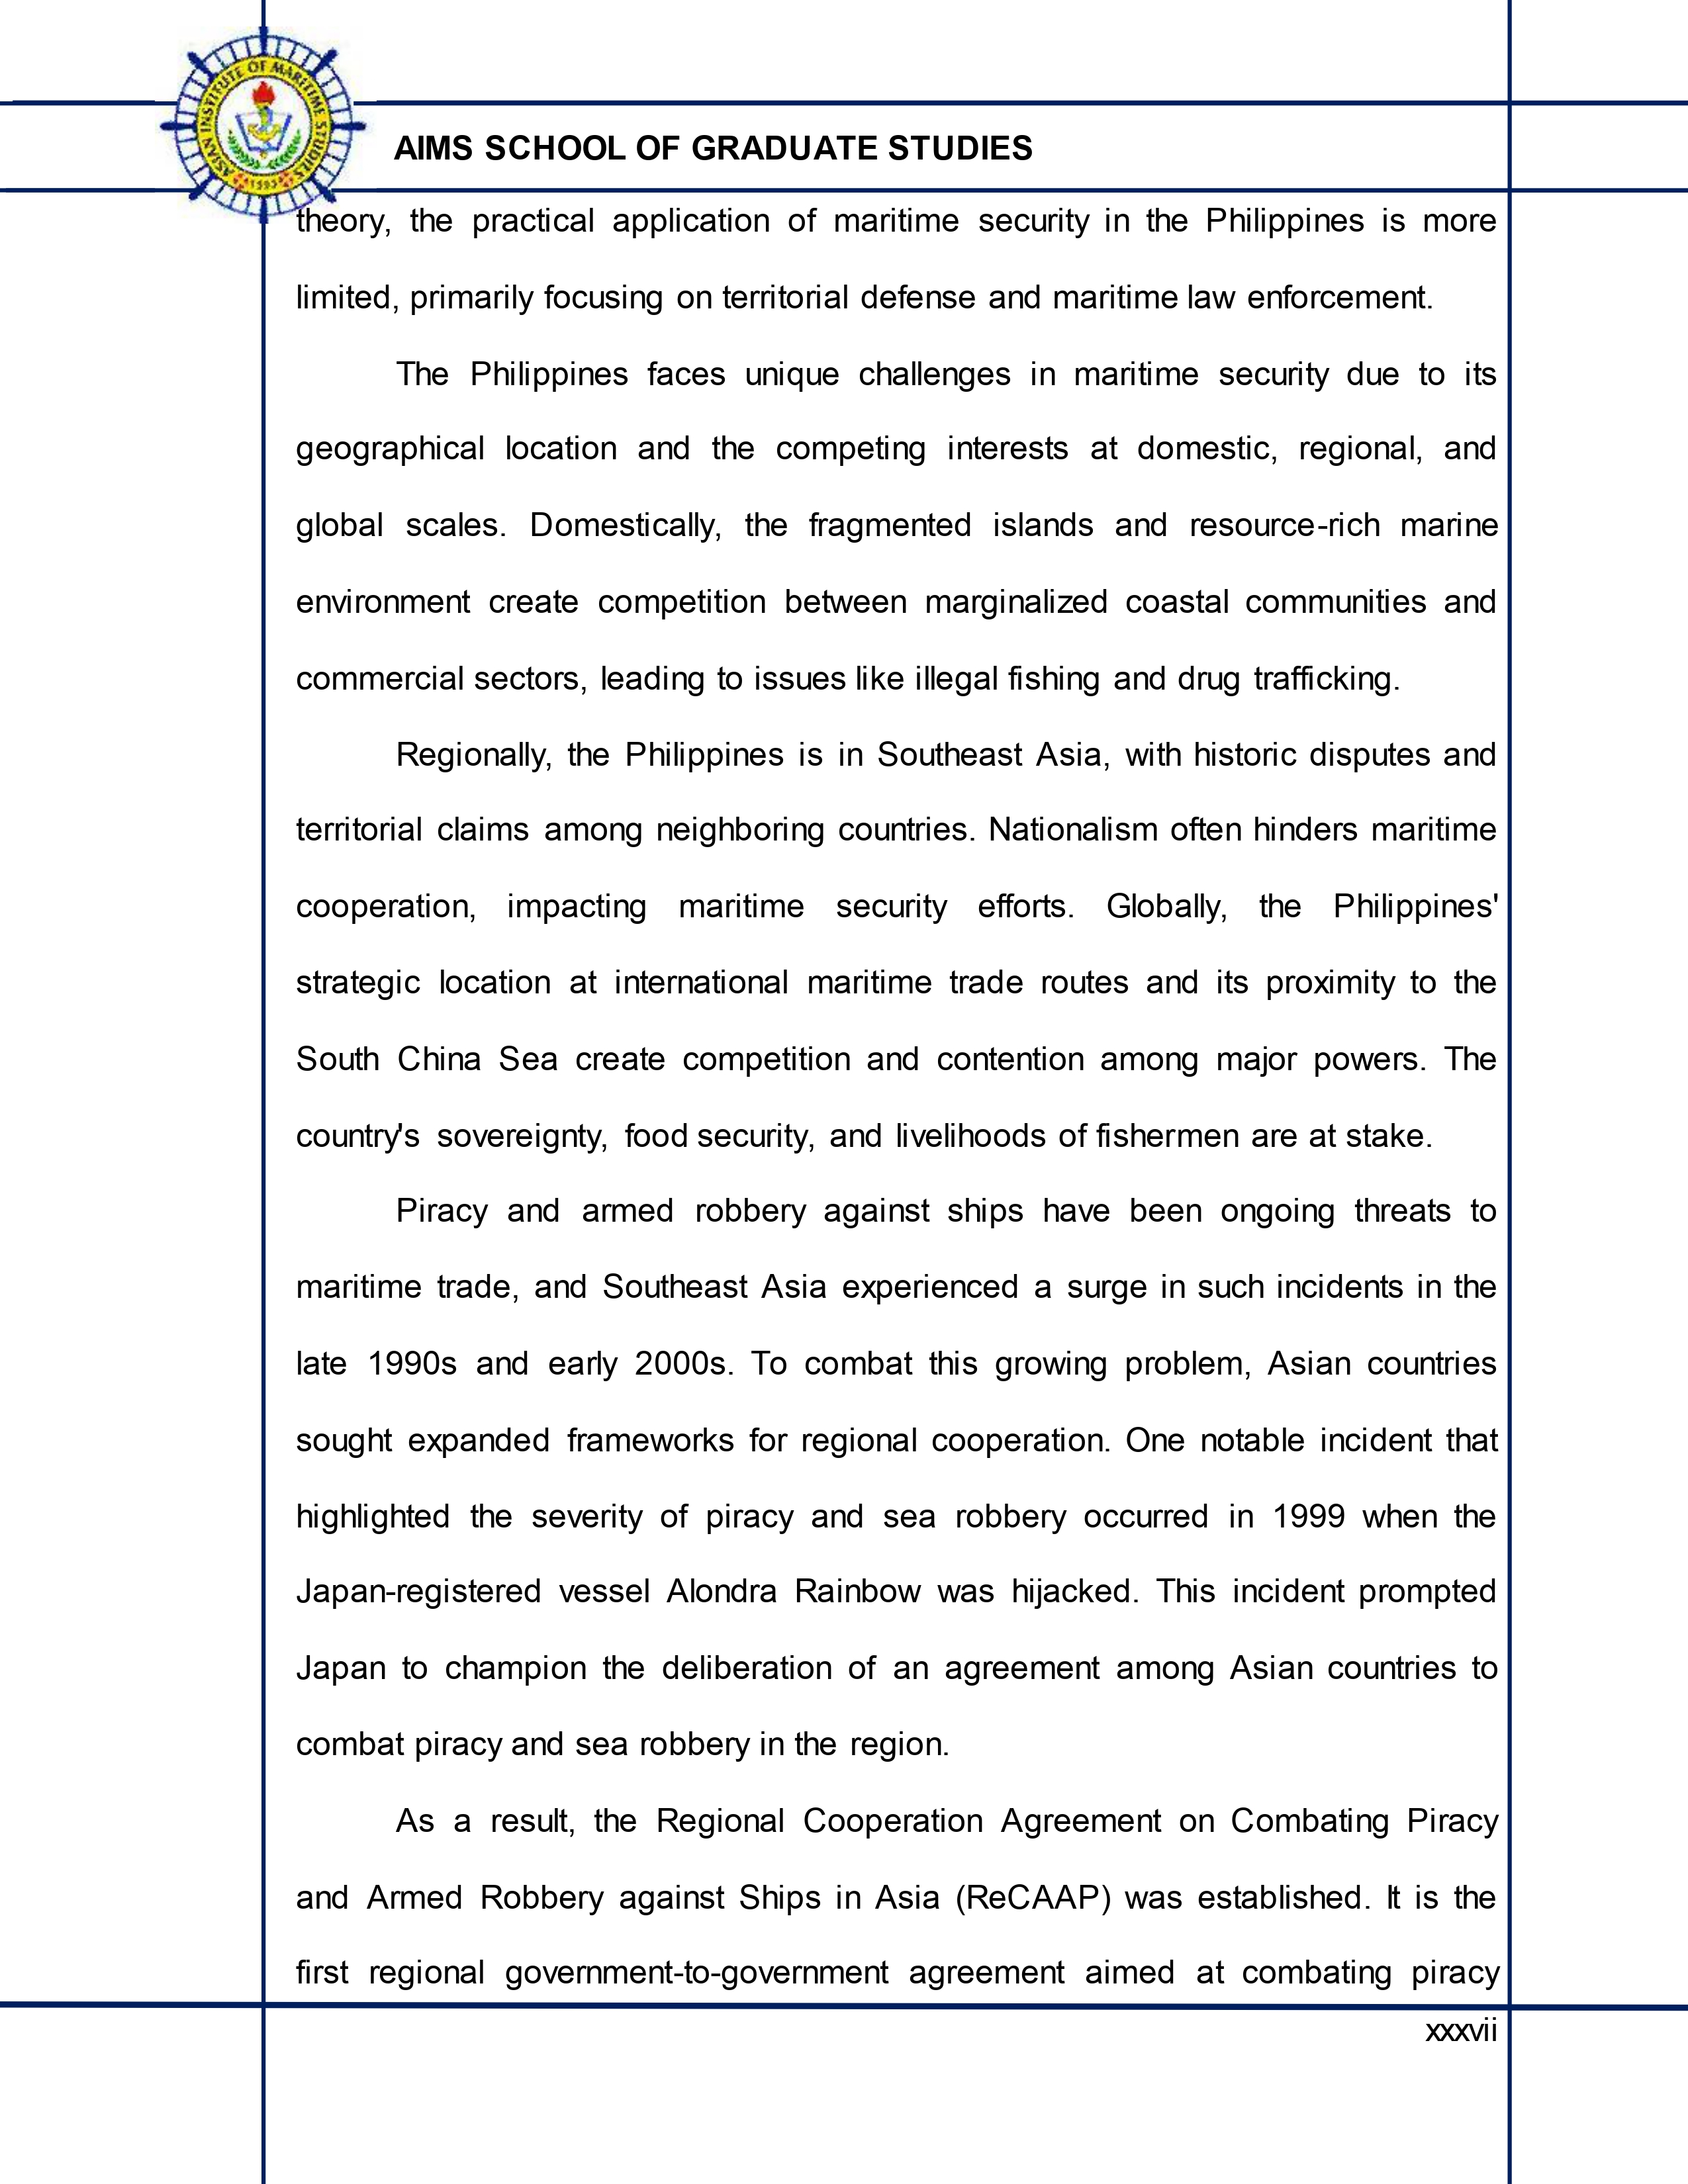 ASIAN INSTITUTE OF MARITIME STUDIES
1993
AIMS SCHOOL OF GRADUATE STUDIES
theory, the practical application of maritime security in the Philippines is more
limited, primarily focusing on territorial defense and maritime law enforcement.
The Philippines faces unique challenges in maritime security due to its
geographical location and the competing interests at domestic, regional, and
global scales. Domestically, the fragmented islands and resource-rich marine
environment create competition between marginalized coastal communities and
commercial sectors, leading to issues like illegal fishing and drug trafficking.
Regionally, the Philippines is in Southeast Asia, with historic disputes and
territorial claims among neighboring countries. Nationalism often hinders maritime
cooperation, impacting maritime security efforts. Globally, the Philippines'
strategic location at international maritime trade routes and its proximity to the
South China Sea create competition and contention among major powers. The
country's sovereignty, food security, and livelihoods of fishermen are at stake.
Piracy and armed robbery against ships have been ongoing threats to
maritime trade, and Southeast Asia experienced a surge in such incidents in the
late 1990s and early 2000s. To combat this growing problem, Asian countries
sought expanded frameworks for regional cooperation. One notable incident that
highlighted the severity of piracy and sea robbery occurred in 1999 when the
Japan-registered vessel Alondra Rainbow was hijacked. This incident prompted
Japan to champion the deliberation of an agreement among Asian countries to
combat piracy and sea robbery in the region.
As a result, the Regional Cooperation Agreement on Combating Piracy
and Armed Robbery against Ships in Asia (ReCAAP) was established. It is the
first regional government-to-government agreement aimed at combating piracy
xxxvii